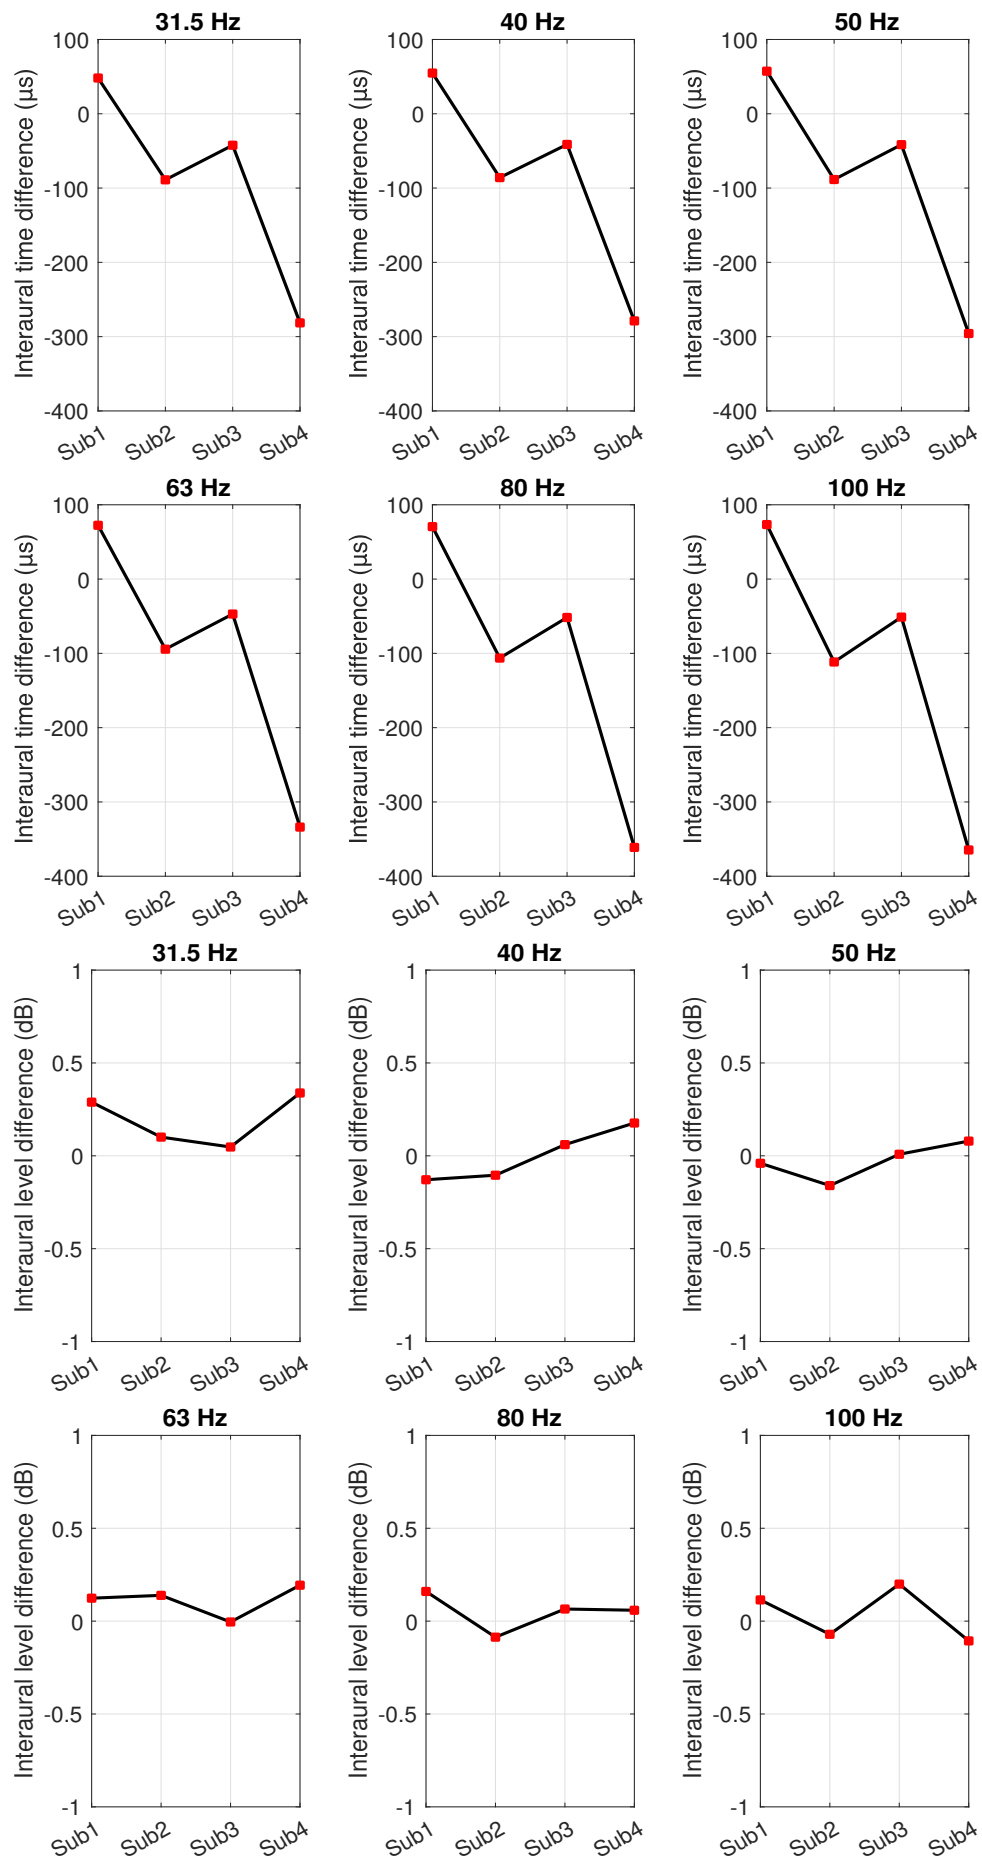 31.5 Hz
Interaural time difference (µs)
100
0
-100
-200
-300
-400
Sub1 Sub2 Sub3 Sub4
40 Hz
Interaural time difference (µs)
100
0
-100
-200
-300
-400
Sub1 Sub2 Sub3 Sub4
50 Hz
Interaural time difference (µs)
100
0
-100
-200
-300
-400
Sub1 Sub2 Sub3 Sub4
63 Hz
Interaural time difference (µs)
100
0
-100
-200
-300
-400
Sub1 Sub2 Sub3 Sub4
80 Hz
Interaural time difference (µs)
100
0
-100
-200
-300
-400
Sub1 Sub2 Sub3 Sub4
100 Hz
Interaural time difference (µs)
100
0
-100
-200
-300
-400
Sub1 Sub2 Sub3 Sub4
31.5 Hz
Interaural level difference (dB)
1
0.5
0
-0.5
-1
Sub1 Sub2 Sub3 Sub4
40 Hz
Interaural level difference (dB)
1
0.5
0
-0.5
-1
Sub1 Sub2 Sub3 Sub4
50 Hz
Interaural level difference (dB)
1
0.5
0
-0.5
-1
Sub1 Sub2 Sub3 Sub4
63 Hz
Interaural level difference (dB)
1
0.5
0
-0.5
-1
Sub1 Sub2 Sub3 Sub4
80 Hz
Interaural level difference (dB)
1
0.5
0
-0.5
-1
Sub1 Sub2 Sub3 Sub4
100 Hz
Interaural level difference (dB)
1
0.5
0
-0.5
-1
Sub1 Sub2 Sub3 Sub4